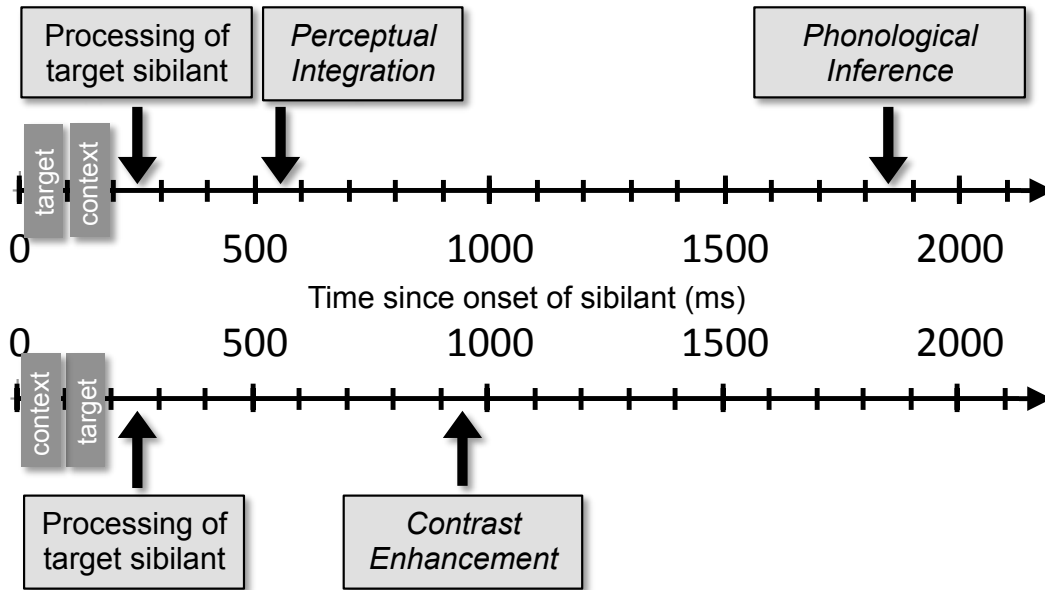 Processing of
target sibilant
Perceptual
Integration
Phonological
Inference
target
context
0
500
1000
1500
2000
Time since onset of sibilant (ms)
0
500
1000
1500
2000
context
target
Processing of
target sibilant
Contrast
Enhancement